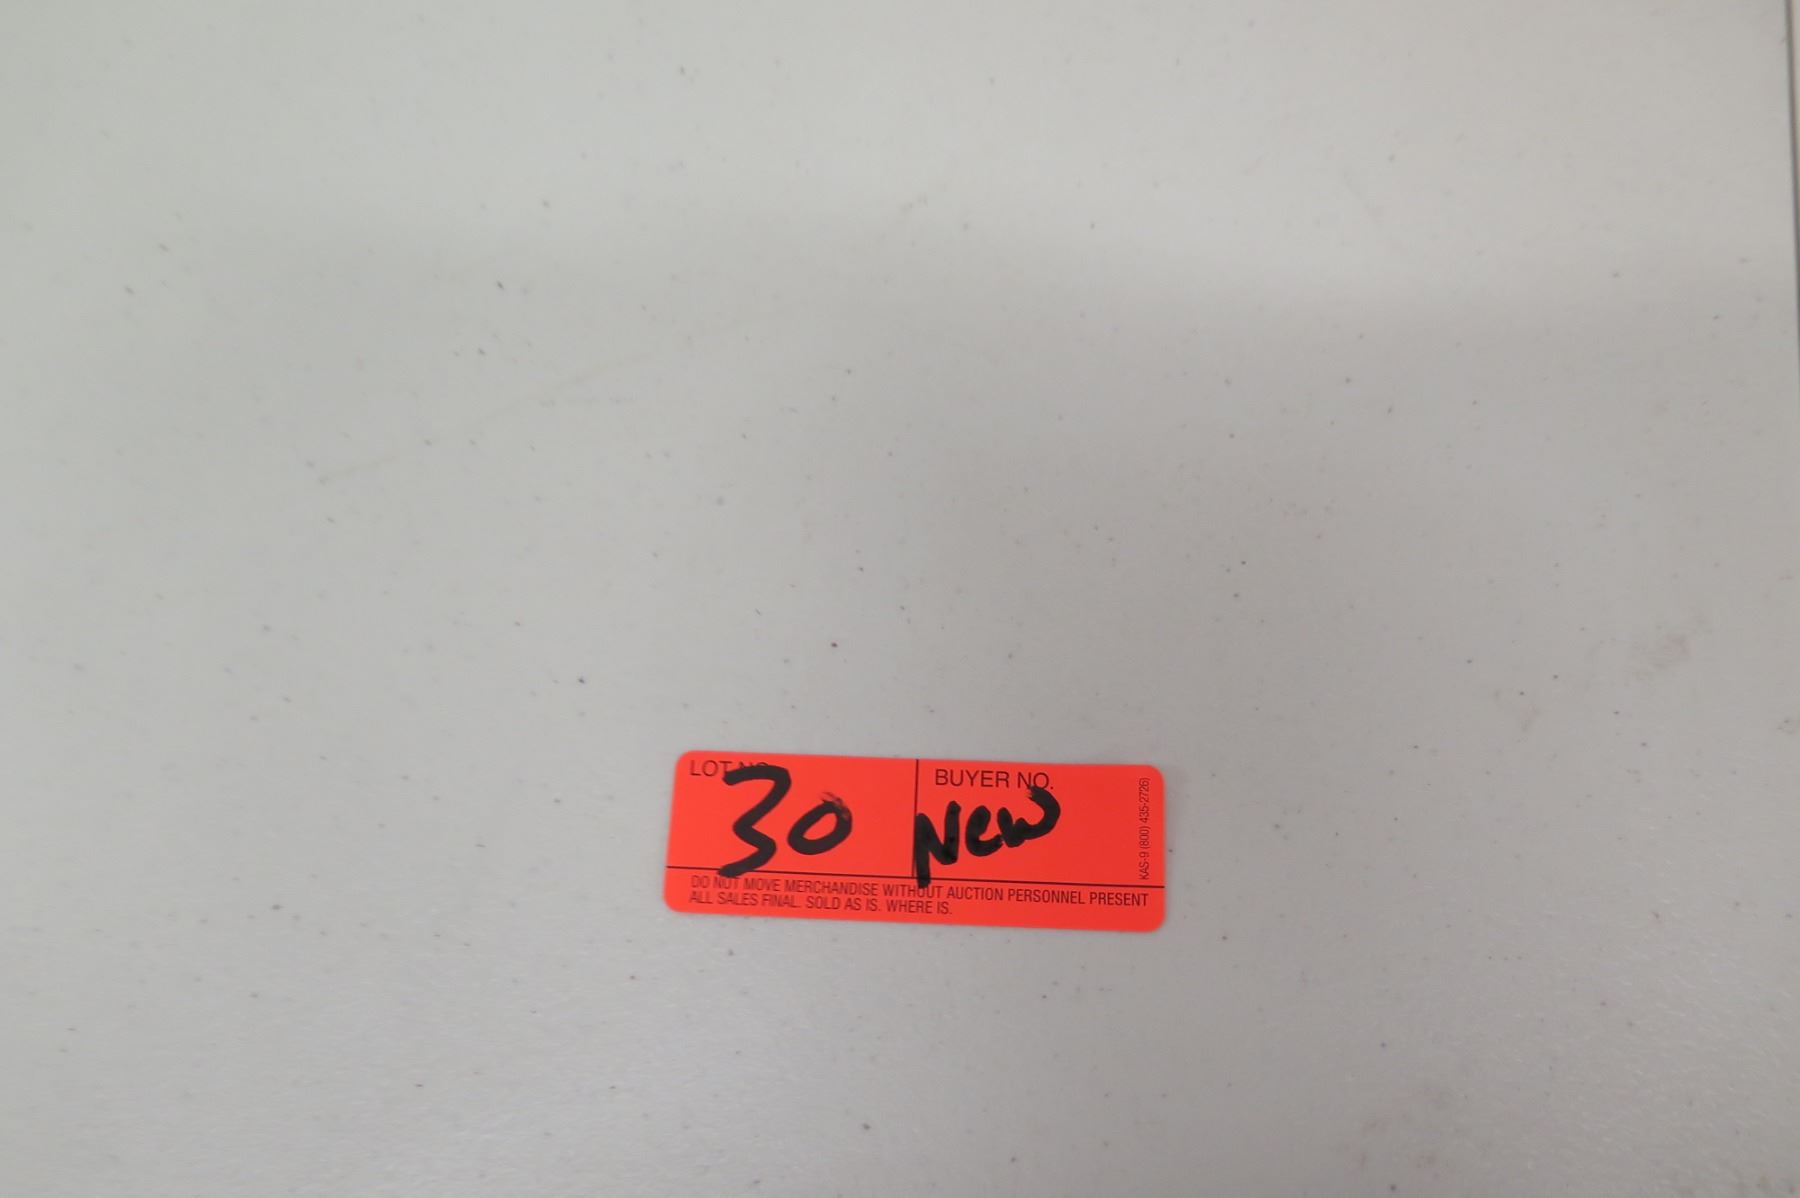 LOT NO.
BUYER NO.
30
New
DO NOT MOVE MERCHANDISE WITHOUT AUCTION PERSONNEL PRESENT
ALL SALES FINAL. SOLD AS IS. WHERE IS.
KAS-9 (800) 435-2726)